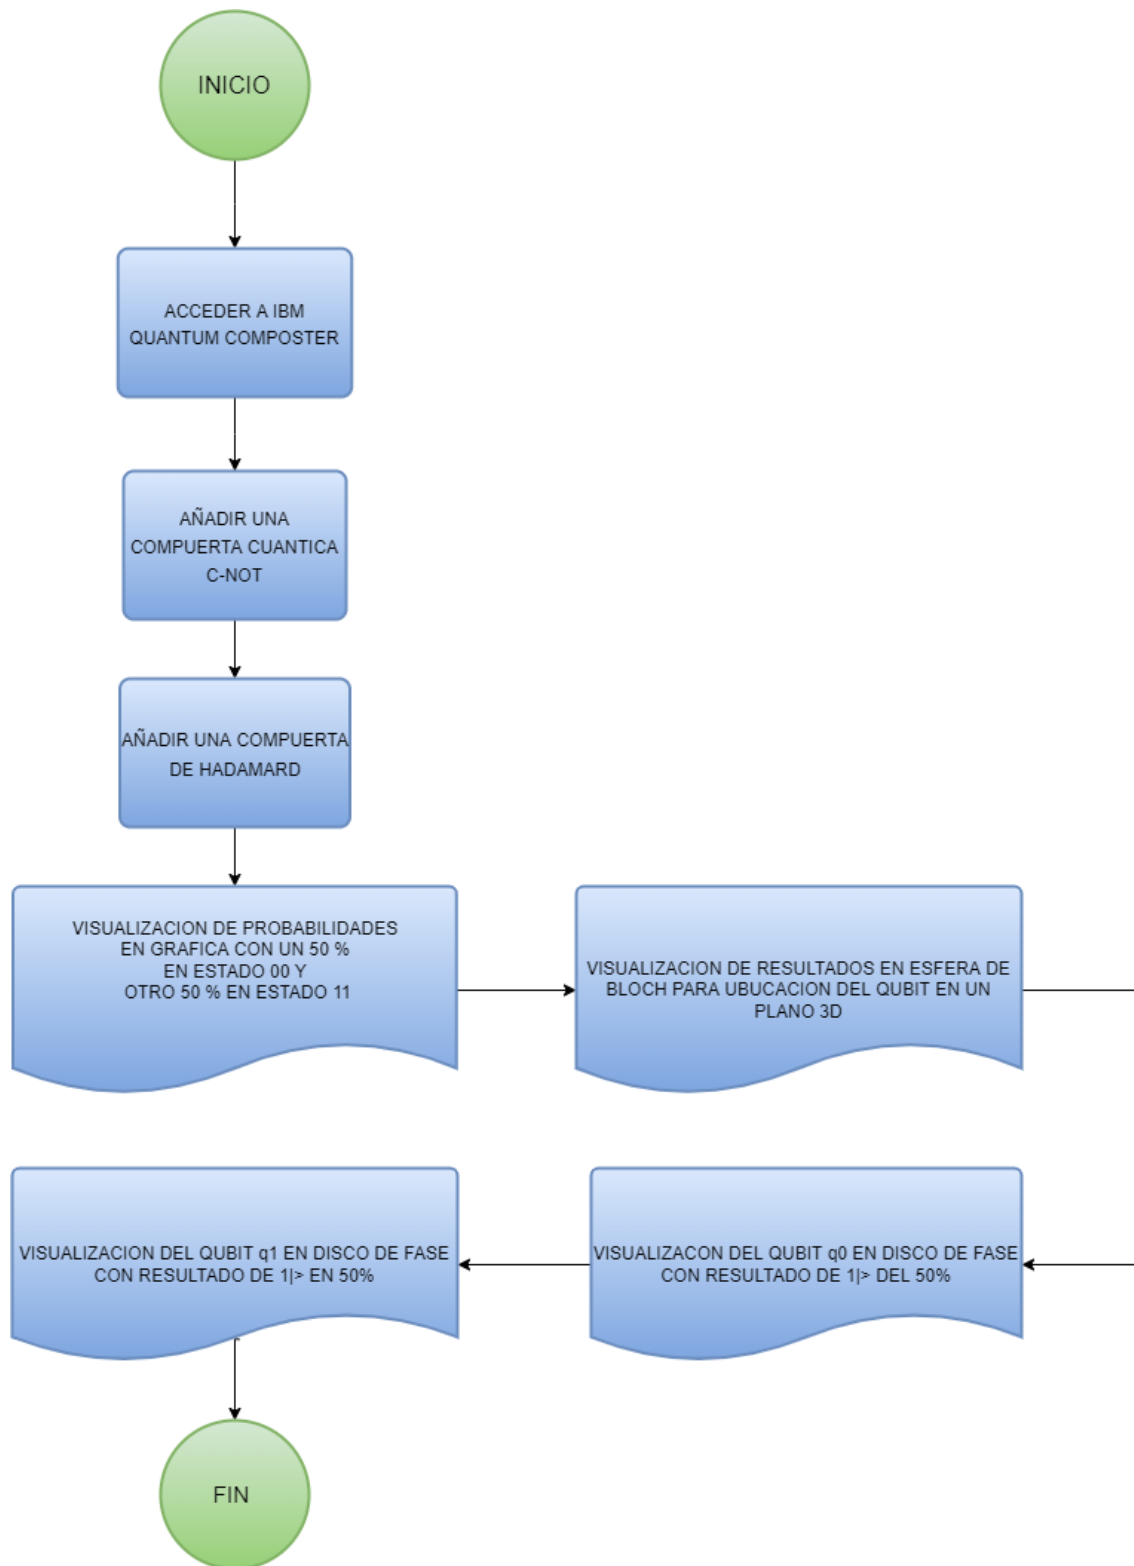 INICIO
ACCEDER A IBM
QUANTUM COMPOSTER
AÑADIR UNA
COMPUERTA CUANTICA
C-NOT
AÑADIR UNA COMPUERTA
DE HADAMARD
VISUALIZACION DE PROBABILIDADES
EN GRAFICA CON UN 50 %
EN ESTADO 00 Y
OTRO 50 % EN ESTADO 11
VISUALIZACION DE RESULTADOS EN ESFERA DE
BLOCH PARA UBUCACION DEL QUBIT EN UN
PLANO 3D
VISUALIZACON DEL QUBIT q0 EN DISCO DE FASE
CON RESULTADO DE 1|> DEL 50%
VISUALIZACION DEL QUBIT q1 EN DISCO DE FASE
CON RESULTADO DE 1|> EN 50%
FIN